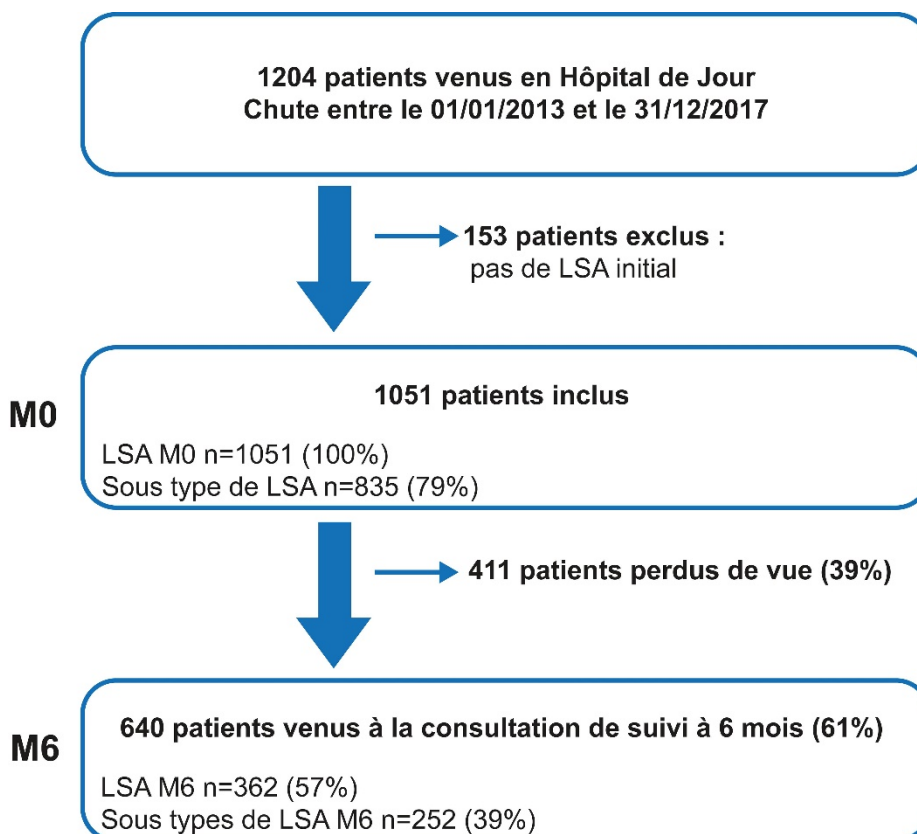 1204 patients venus en Hôpital de Jour
Chute entre le 01/01/2013 et le 31/12/2017
153 patients exclus :
pas de LSA initial
M0
1051 patients inclus
LSA M0 n=1051 (100%)
Sous type de LSA n=835 (79%)
411 patients perdus de vue (39%)
M6
640 patients venus à la consultation de suivi à 6 mois (61%)
LSA M6 n=362 (57%)
Sous types de LSA M6 n=252 (39%)